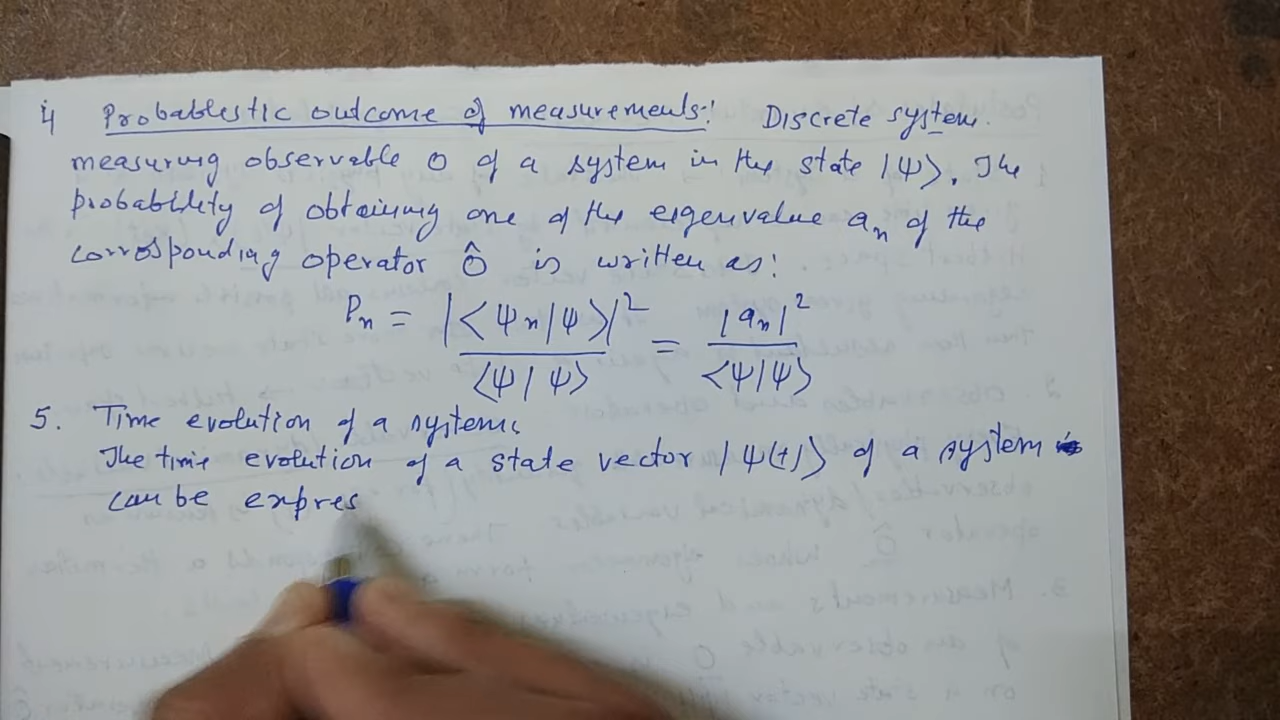 4 Probablestic outcome of measurements: Discrete system.
measuring observable O of a system in the state |Ψ⟩. The
probability of obtaining one of the eigenvalue aₙ of the
corresponding operator Ô is written as:
Pₙ = |⟨Ψₙ|Ψ⟩|² / ⟨Ψ|Ψ⟩ = |aₙ|² / ⟨Ψ|Ψ⟩
5. Time evolution of a system:
The time evolution of a state vector |Ψ(t)⟩ of a system
can be expres